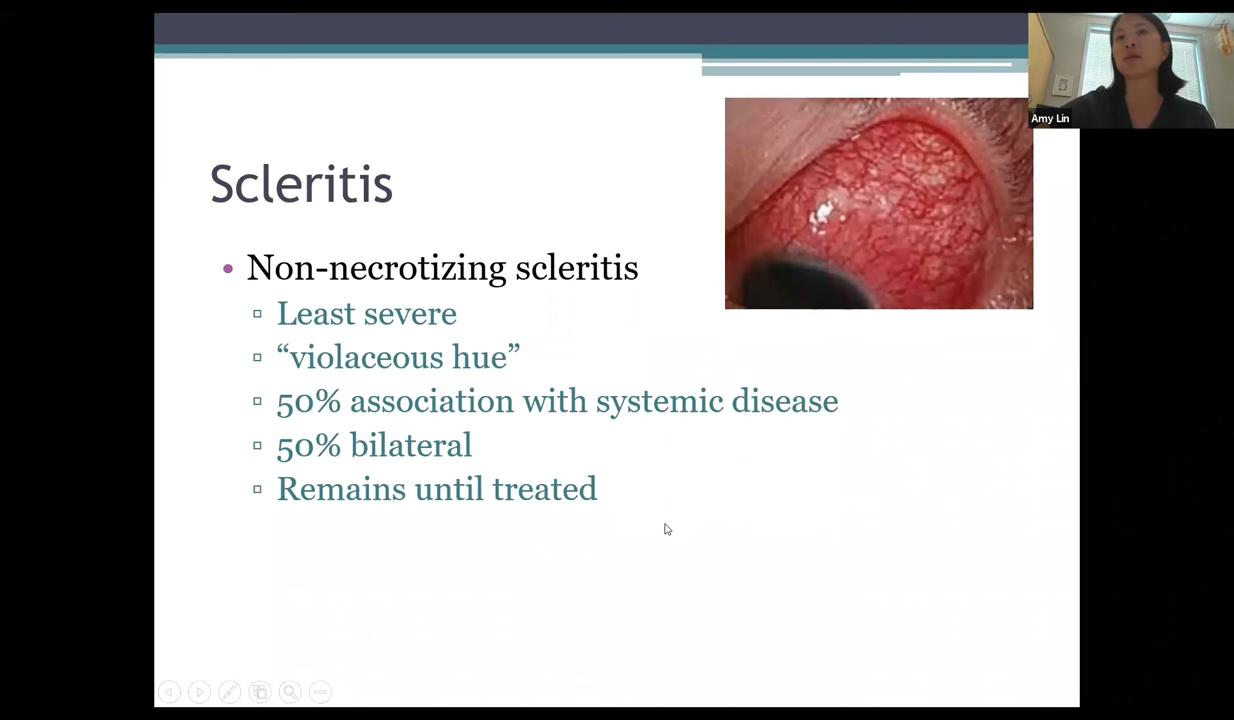 Amy Lin
Scleritis
• Non-necrotizing scleritis
▫ Least severe
▫ “violaceous hue”
▫ 50% association with systemic disease
▫ 50% bilateral
▫ Remains until treated